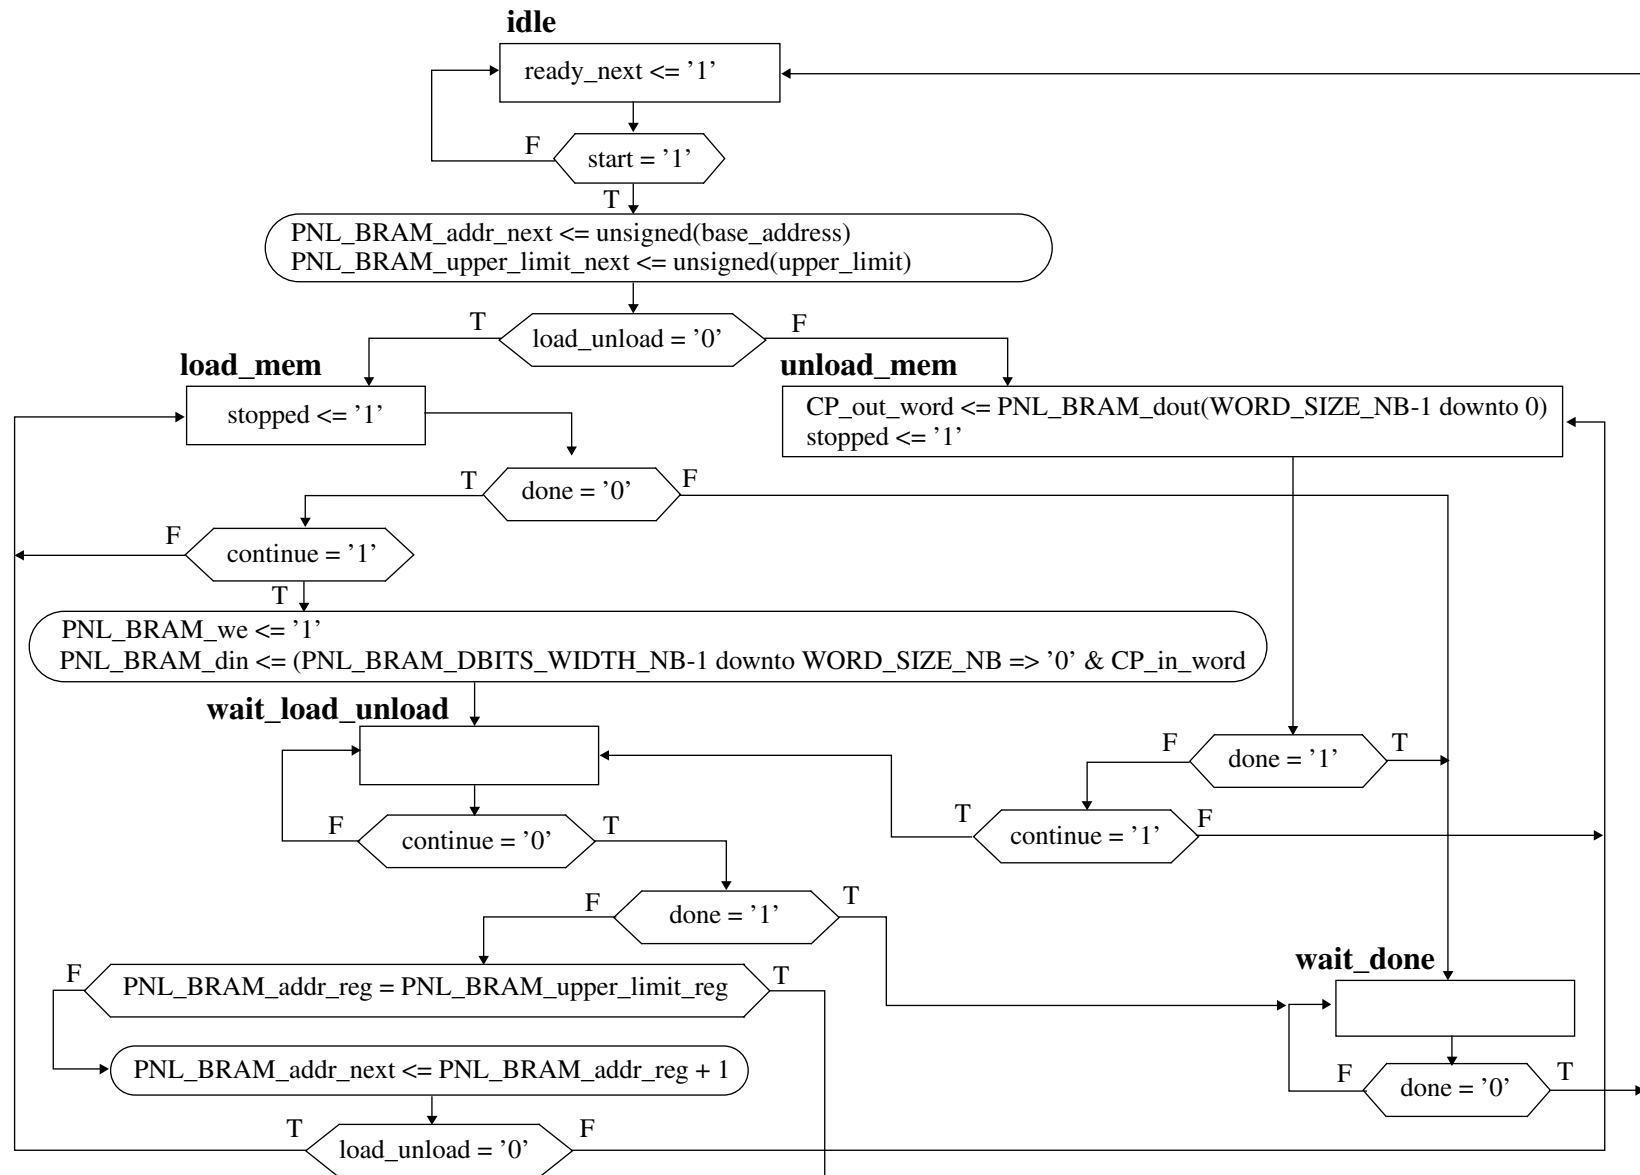 idle
ready_next <= ’1’
F
start = ’1’
T
PNL_BRAM_addr_next <= unsigned(base_address)
PNL_BRAM_upper_limit_next <= unsigned(upper_limit)
T
load_unload = ’0’
F
load_mem
unload_mem
stopped <= ’1’
CP_out_word <= PNL_BRAM_dout(WORD_SIZE_NB-1 downto 0)
stopped <= ’1’
T
done = ’0’
F
F
continue = ’1’
T
PNL_BRAM_we <= ’1’
PNL_BRAM_din <= (PNL_BRAM_DBITS_WIDTH_NB-1 downto WORD_SIZE_NB => ’0’ & CP_in_word
wait_load_unload
F
done = ’1’
T
T
continue = ’1’
F
F
continue = ’0’
T
F
done = ’1’
T
wait_done
F
PNL_BRAM_addr_reg = PNL_BRAM_upper_limit_reg
T
PNL_BRAM_addr_next <= PNL_BRAM_addr_reg + 1
F
done = ’0’
T
T
load_unload = ’0’
F